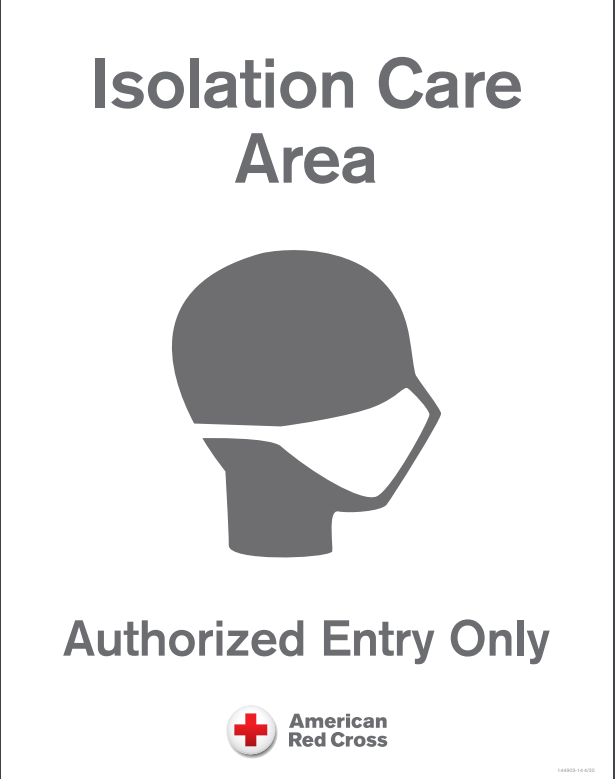 Isolation Care
Area
Authorized Entry Only
American
Red Cross